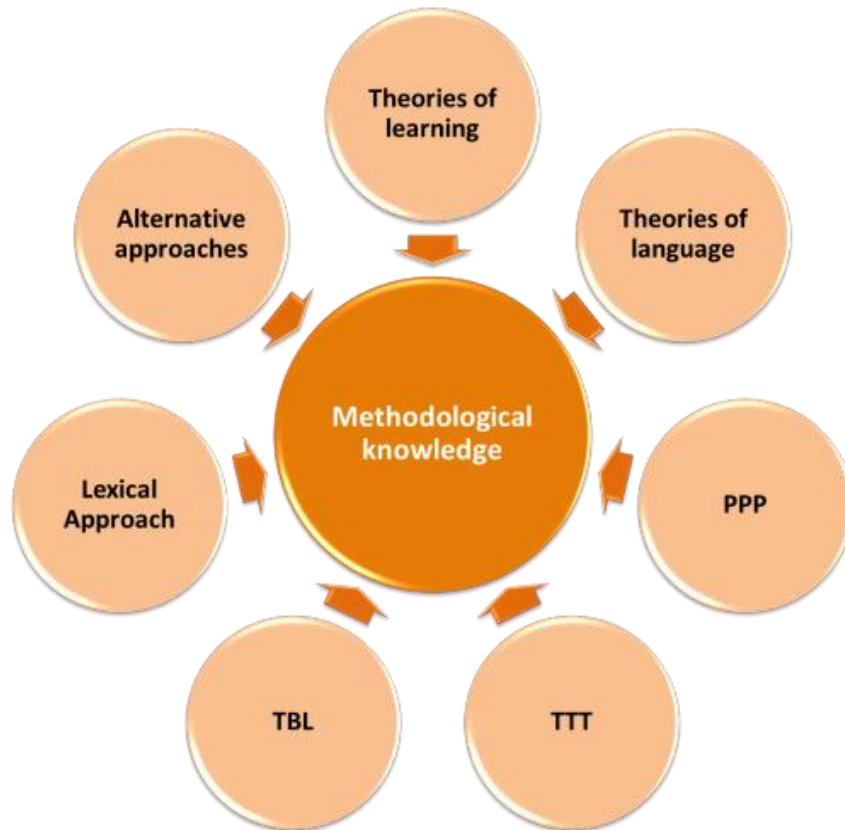 Theories of
learning
Theories of
language
PPP
TTT
TBL
Lexical
Approach
Alternative
approaches
Methodological
knowledge